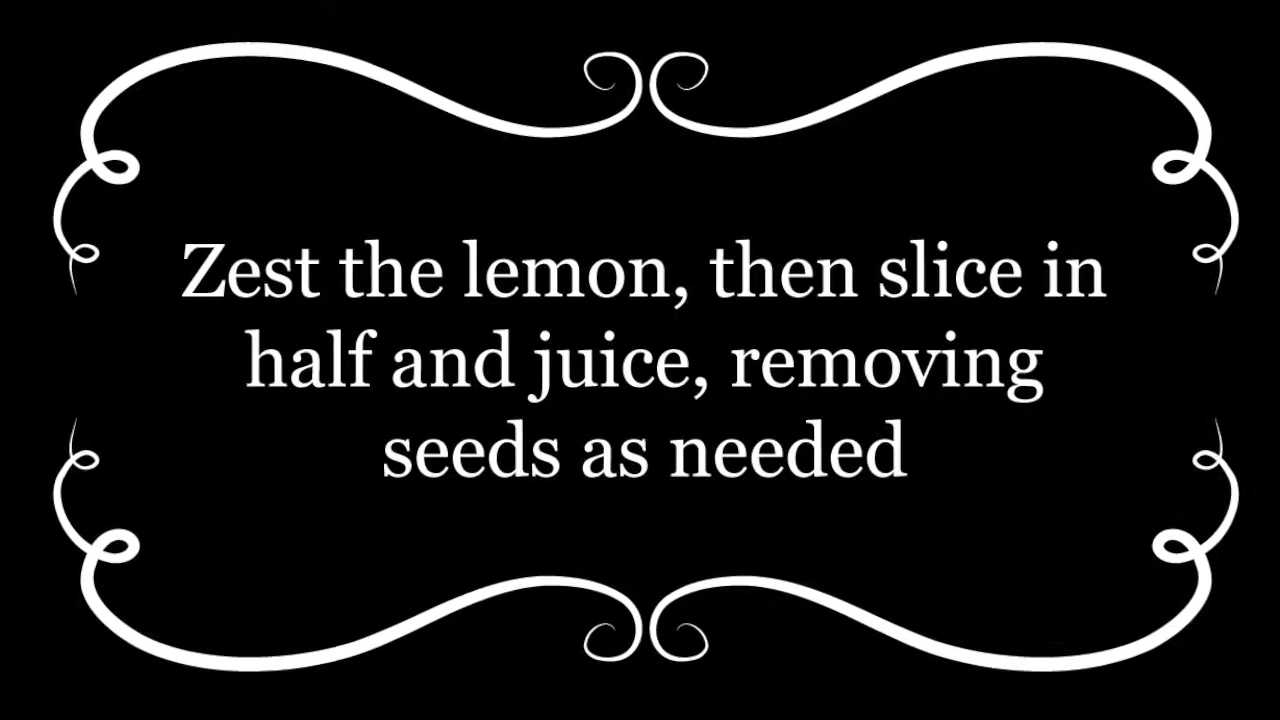 Zest the lemon, then slice in
half and juice, removing
seeds as needed